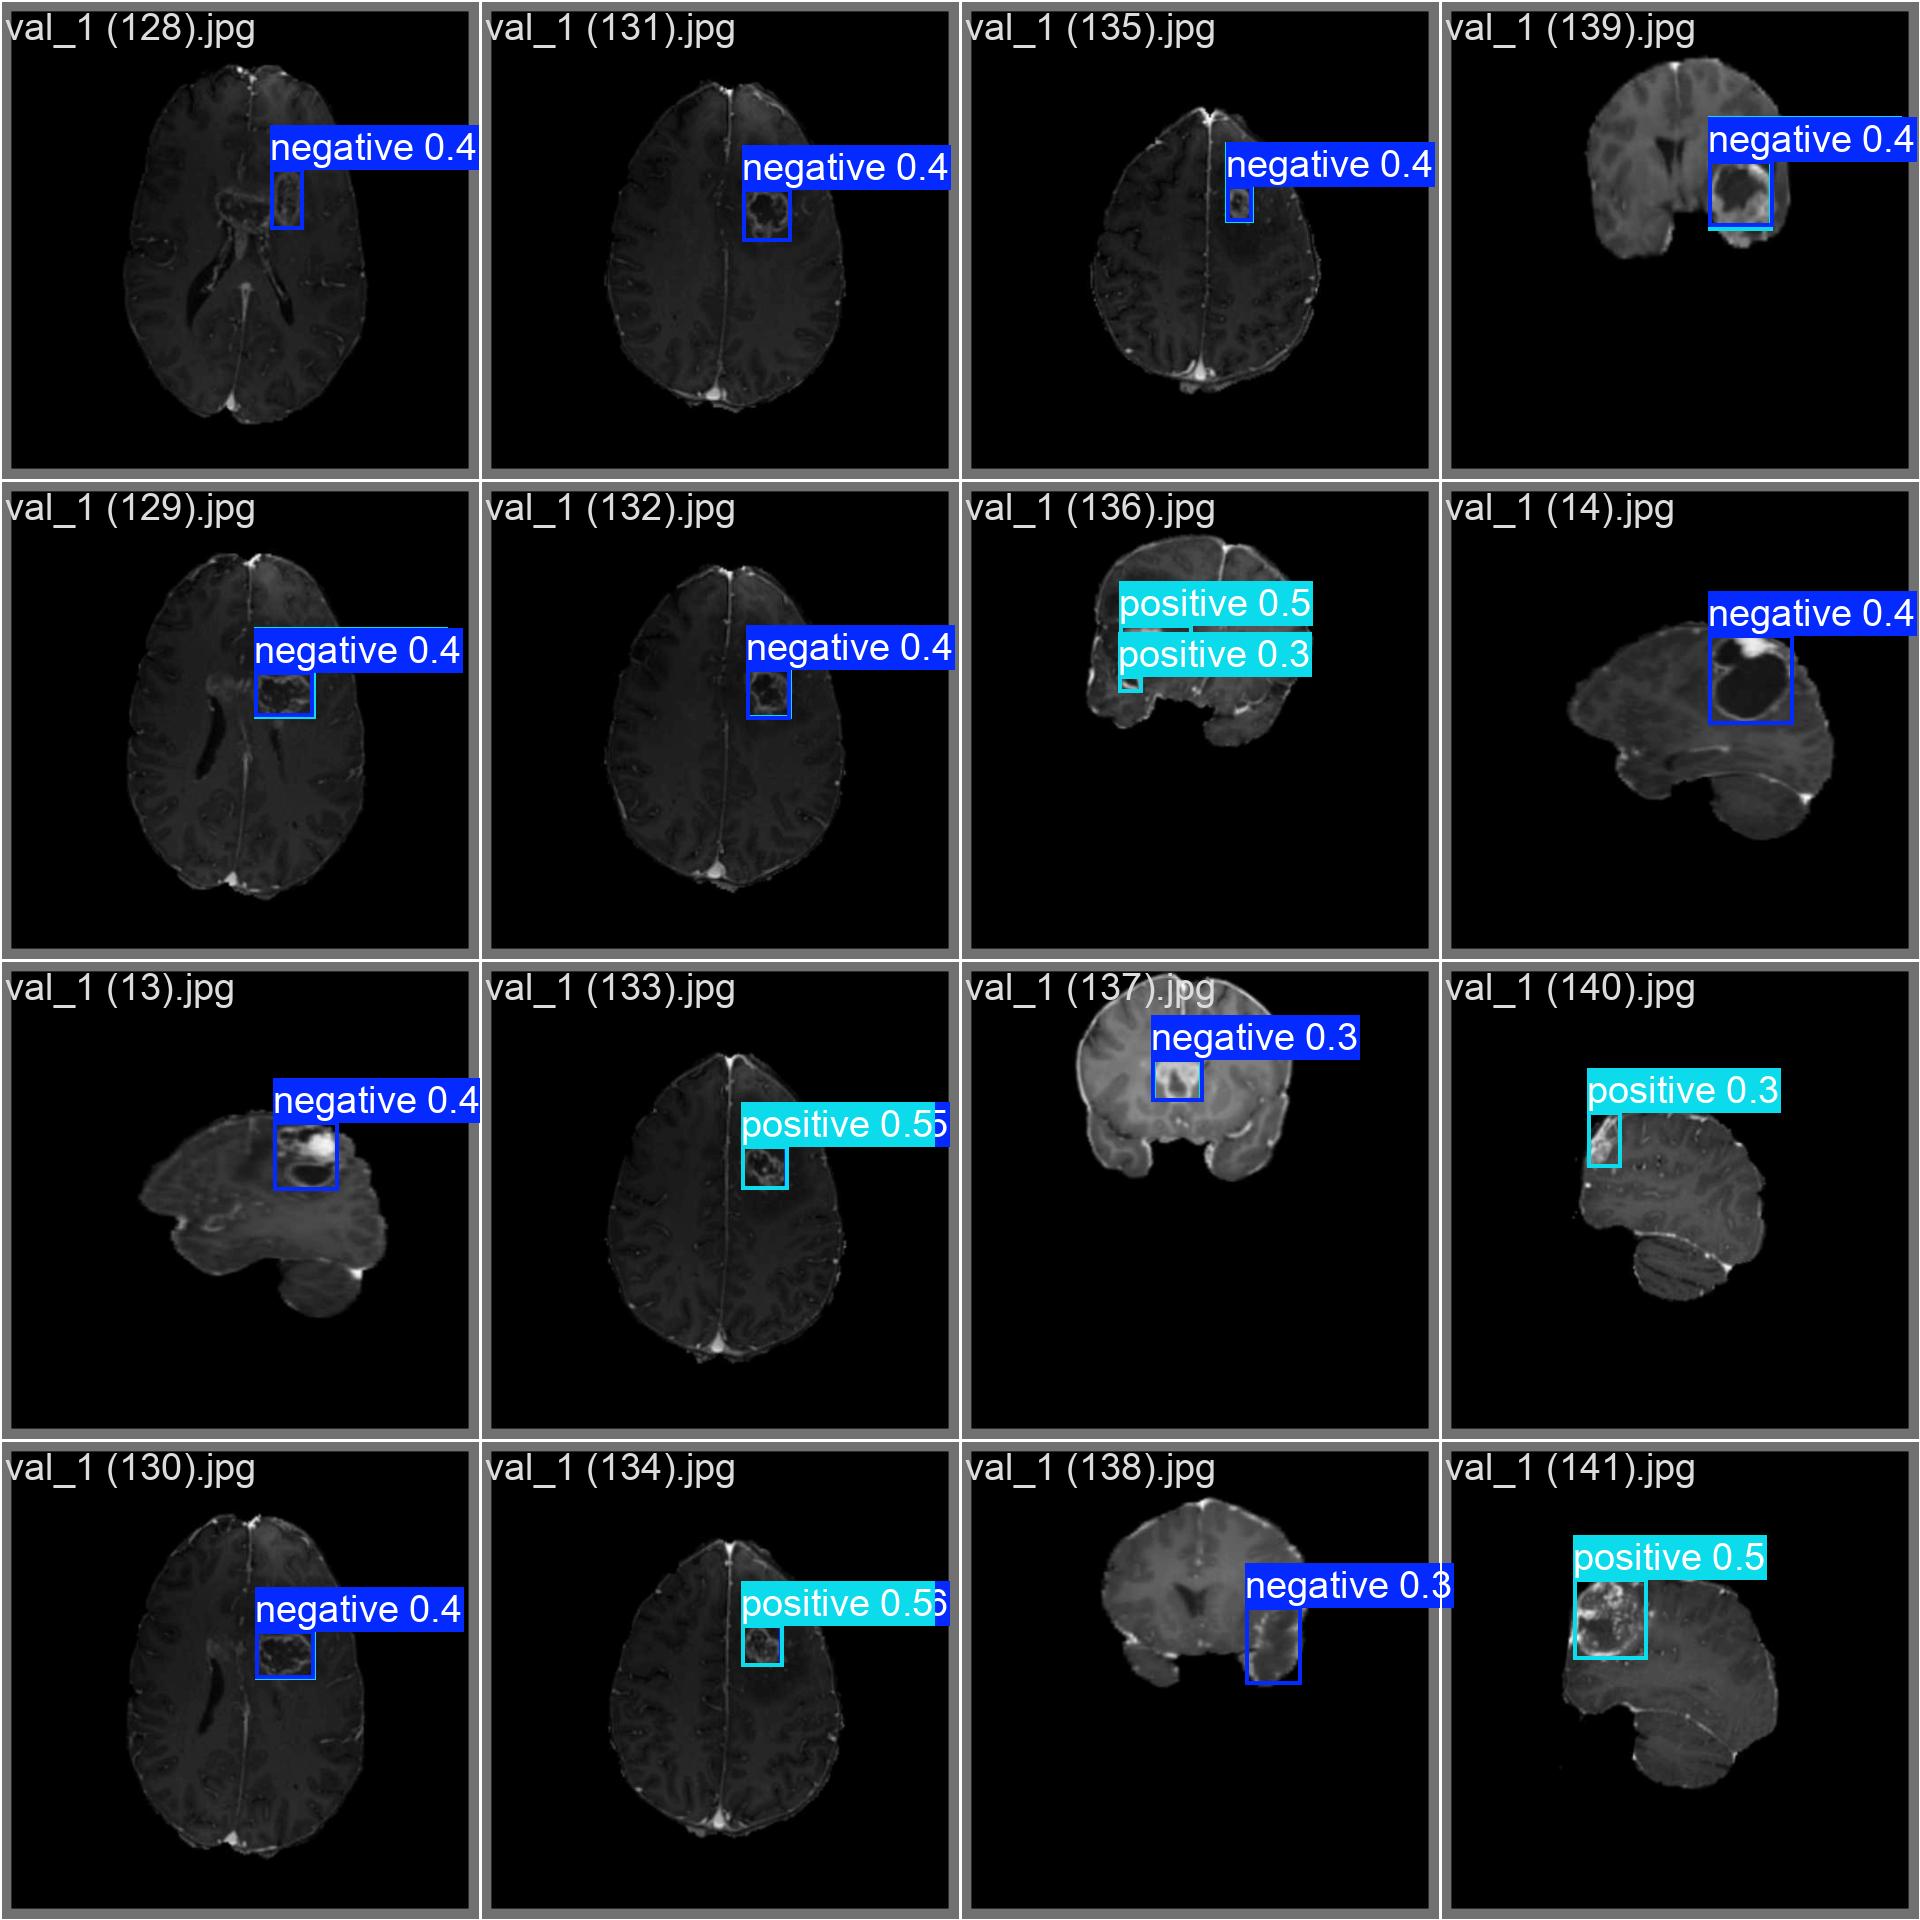 val_1 (128).jpg
negative 0.4
val_1 (131).jpg
negative 0.4
val_1 (135).jpg
negative 0.4
val_1 (139).jpg
negative 0.4
val_1 (129).jpg
negative 0.4
val_1 (132).jpg
negative 0.4
val_1 (136).jpg
positive 0.5
positive 0.3
val_1 (14).jpg
negative 0.4
val_1 (13).jpg
negative 0.4
val_1 (133).jpg
positive 0.55
val_1 (137).jpg
negative 0.3
val_1 (140).jpg
positive 0.3
val_1 (130).jpg
negative 0.4
val_1 (134).jpg
positive 0.56
val_1 (138).jpg
negative 0.3
val_1 (141).jpg
positive 0.5